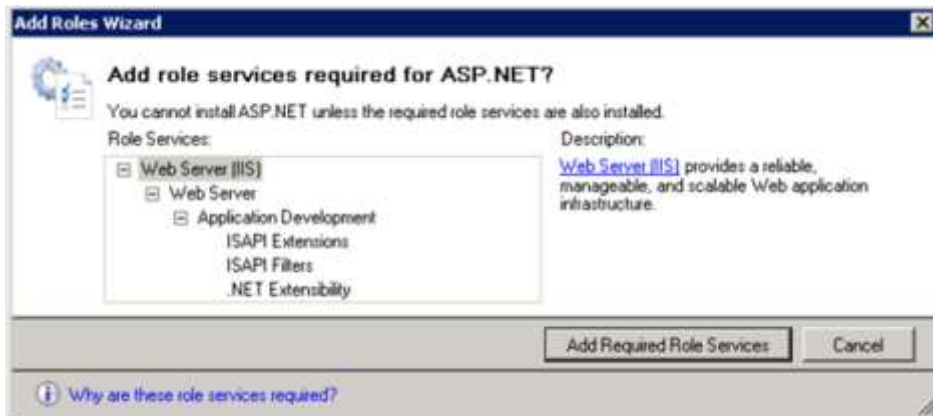 Add Roles Wizard
Add role services required for ASP.NET?
You cannot install ASP.NET unless the required role services are also installed.
Role Services:
Web Server (IIS)
Web Server
Application Development
ISAPI Extensions
ISAPI Filters
.NET Extensibility
Description:
Web Server (IIS) provides a reliable,
manageable, and scalable Web application
infrastructure.
Add Required Role Services
Cancel
Why are these role services required?